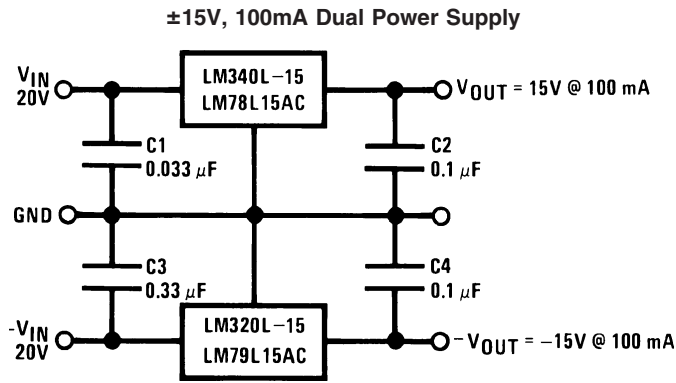 ±15V, 100mA Dual Power Supply
VIN
20V
LM340L-15
LM78L15AC
VOUT = 15V @ 100 mA
C1
0.033 μF
C2
0.1 μF
GND
C3
0.33 μF
C4
0.1 μF
-VIN
20V
LM320L-15
LM79L15AC
-VOUT = -15V @ 100 mA